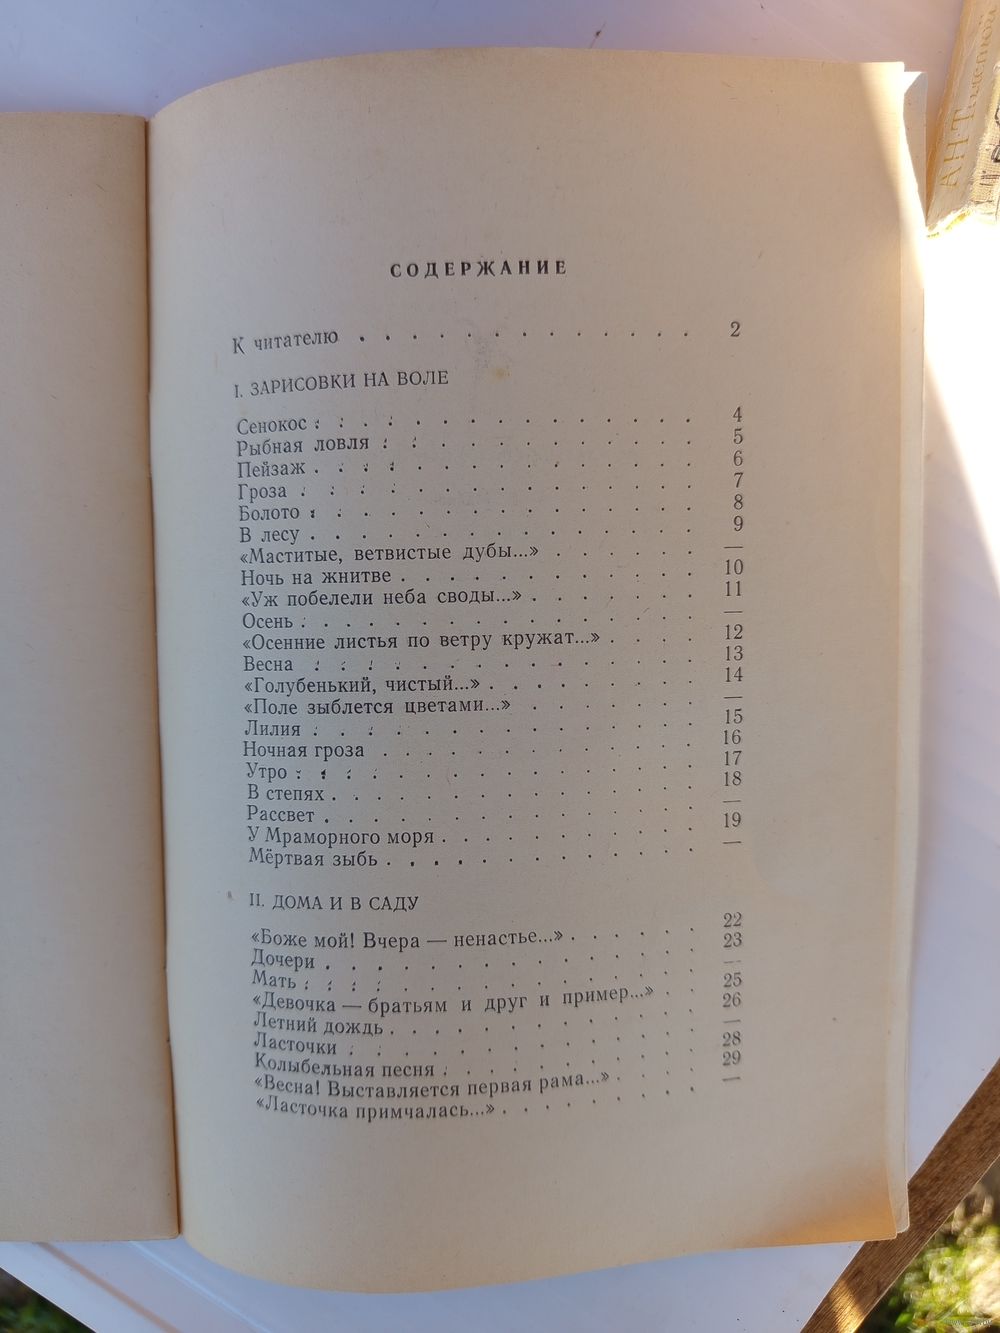 СОДЕРЖАНИЕ
К читателю . . . . . . . . . . . . . 2
I. ЗАРИСОВКИ НА ВОЛЕ
Сенокос . . . . . . . . . . . . . . 4
Рыбная ловля . . . . . . . . . . . . 5
Пейзаж . . . . . . . . . . . . . . 6
Гроза . . . . . . . . . . . . . . 7
Болото . . . . . . . . . . . . . . 8
В лесу . . . . . . . . . . . . . . 9
«Маститые, ветвистые дубы...» . . . . . . —
Ночь на жнитве . . . . . . . . . . . 10
«Уж побелели неба своды...» . . . . . . 11
Осень . . . . . . . . . . . . . . —
«Осенние листья по ветру кружат...» . . . . 12
Весна . . . . . . . . . . . . . . 13
«Голубенький, чистый...» . . . . . . . . 14
«Поле зыблется цветами...» . . . . . . . —
Лилия . . . . . . . . . . . . . . 15
Ночная гроза . . . . . . . . . . . . 16
Утро . . . . . . . . . . . . . . 17
В степях . . . . . . . . . . . . . 18
Рассвет . . . . . . . . . . . . . —
У Мраморного моря . . . . . . . . . . 19
Мёртвая зыбь . . . . . . . . . . . . —
II. ДОМА И В САДУ
«Боже мой! Вчера — ненастье...» . . . . . . 22
Дочери . . . . . . . . . . . . . 23
Мать . . . . . . . . . . . . . . —
«Девочка — братьям и друг и пример...» . . 25
Летний дождь . . . . . . . . . . . . 26
Ласточки . . . . . . . . . . . . . —
Колыбельная песня . . . . . . . . . . 28
«Весна! Выставляется первая рама...» . . . . 29
«Ласточка примчалась...» . . . . . . . . —
А.Н.Толстой